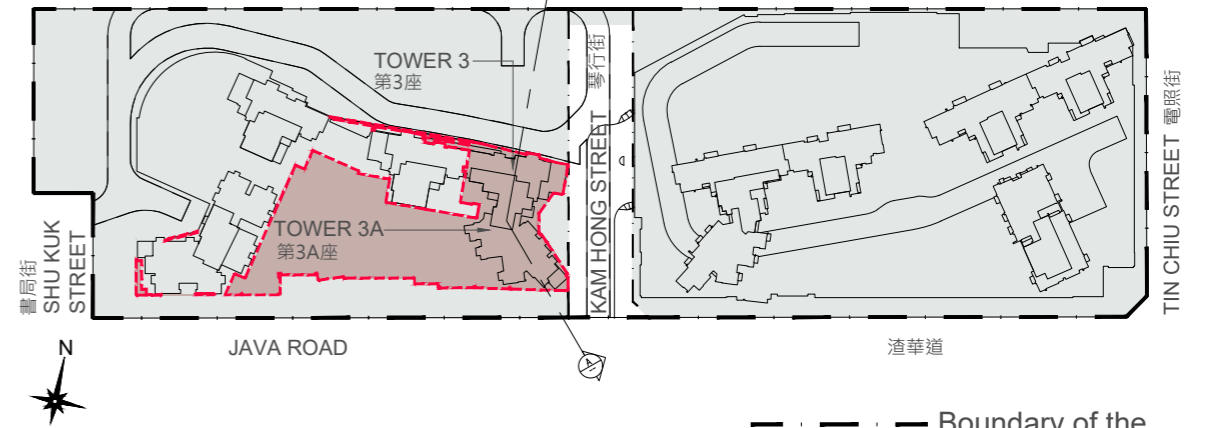 TOWER 3
第3座
琴行街
KAM HONG STREET
TIN CHIU STREET 電照街
TOWER 3A
第3A座
書局街
SHU KUK
STREET
A
JAVA ROAD
渣華道
N
Boundary of the